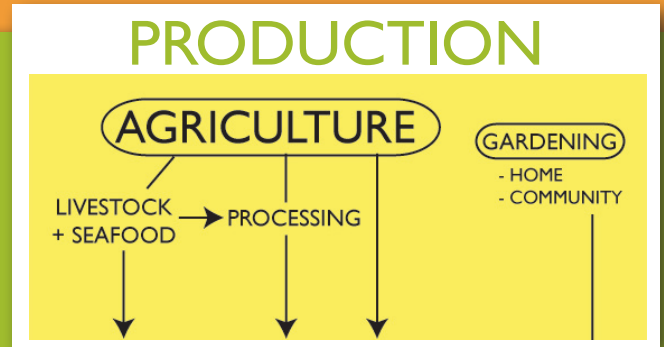 PRODUCTION
AGRICULTURE
GARDENING
- HOME
- COMMUNITY
LIVESTOCK
+ SEAFOOD
PROCESSING